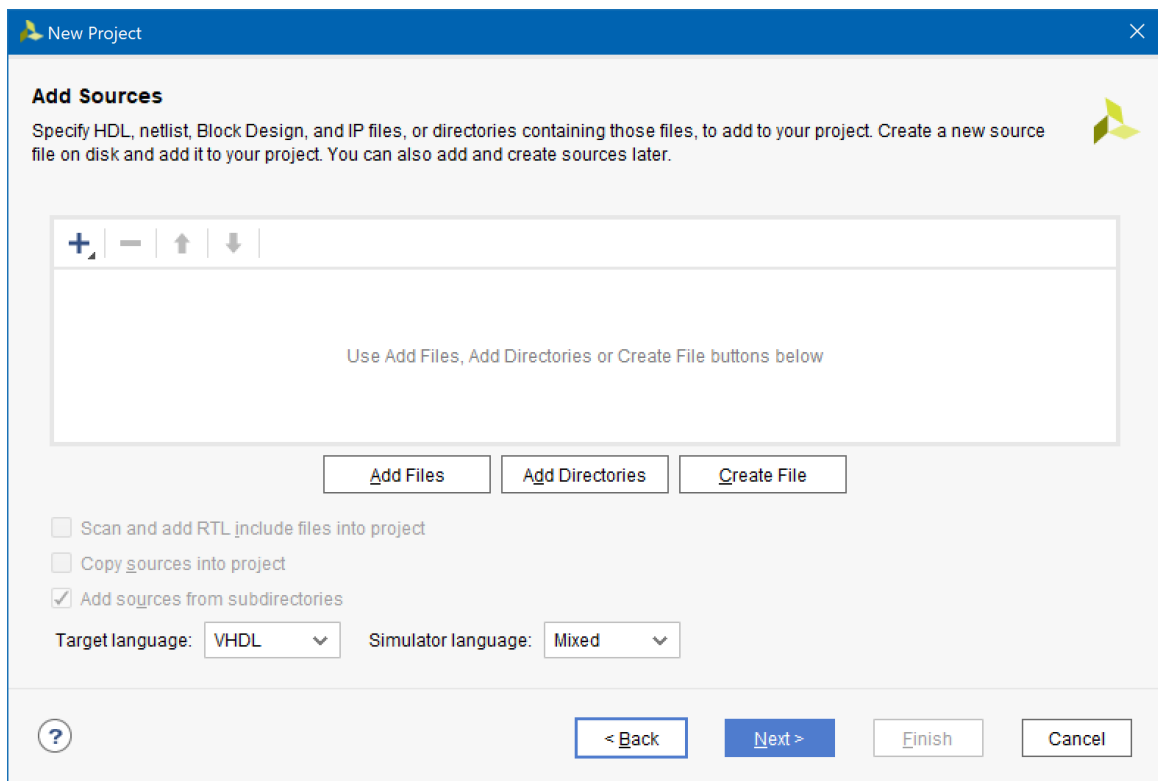 New Project
Add Sources
Specify HDL, netlist, Block Design, and IP files, or directories containing those files, to add to your project. Create a new source
file on disk and add it to your project. You can also add and create sources later.
Use Add Files, Add Directories or Create File buttons below
Add Files Add Directories Create File
Scan and add RTL include files into project
Copy sources into project
Add sources from subdirectories
Target language: VHDL Simulator language: Mixed
? < Back Next > Finish Cancel